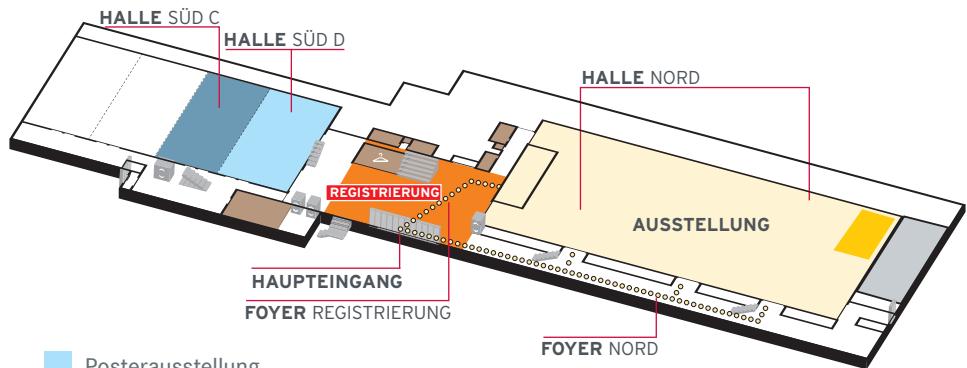 HALLE SÜD C
HALLE SÜD D
HALLE NORD
REGISTRIERUNG
AUSSTELLUNG
HAUPTEINGANG
FOYER REGISTRIERUNG
FOYER NORD
Posterausstellung